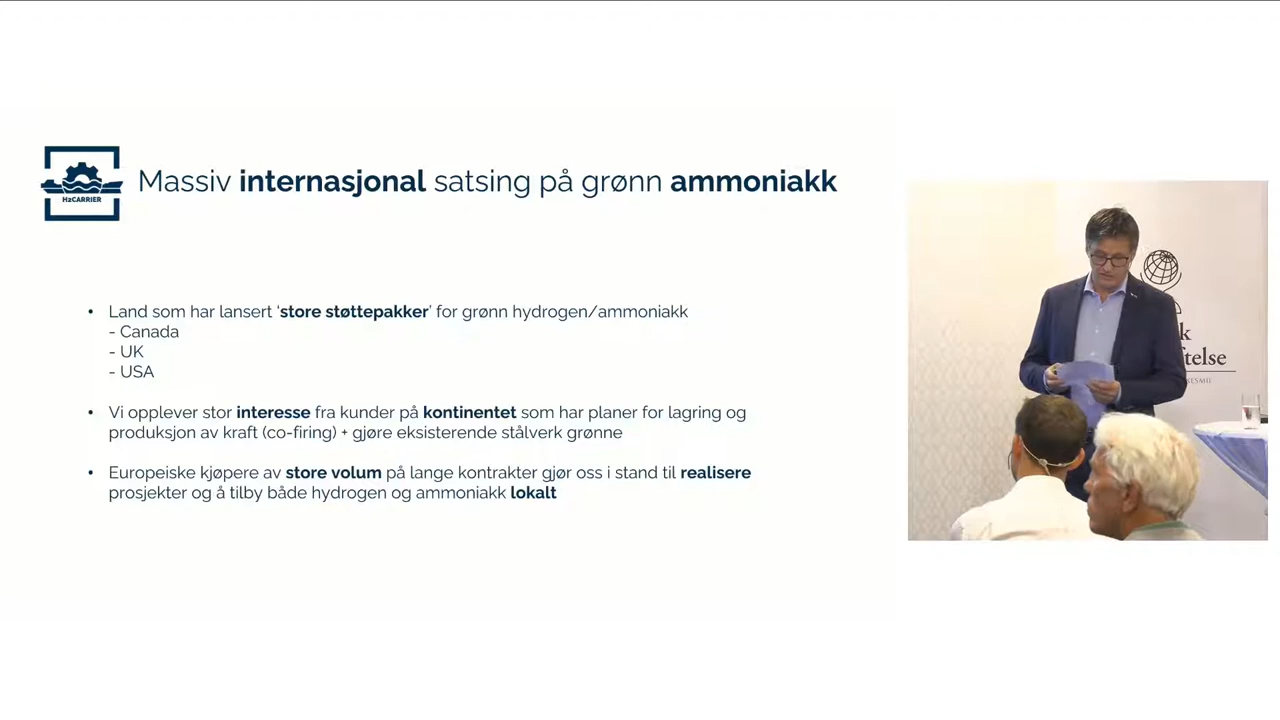 H2CARRIER
Massiv internasjonal satsing på grønn ammoniakk
• Land som har lansert ‘store støttepakker’ for grønn hydrogen/ammoniakk
- Canada
- UK
- USA
• Vi opplever stor interesse fra kunder på kontinentet som har planer for lagring og
produksjon av kraft (co-firing) + gjøre eksisterende stålverk grønne
• Europeiske kjøpere av store volum på lange kontrakter gjør oss i stand til realisere
prosjekter og å tilby både hydrogen og ammoniakk lokalt
k
ftelse